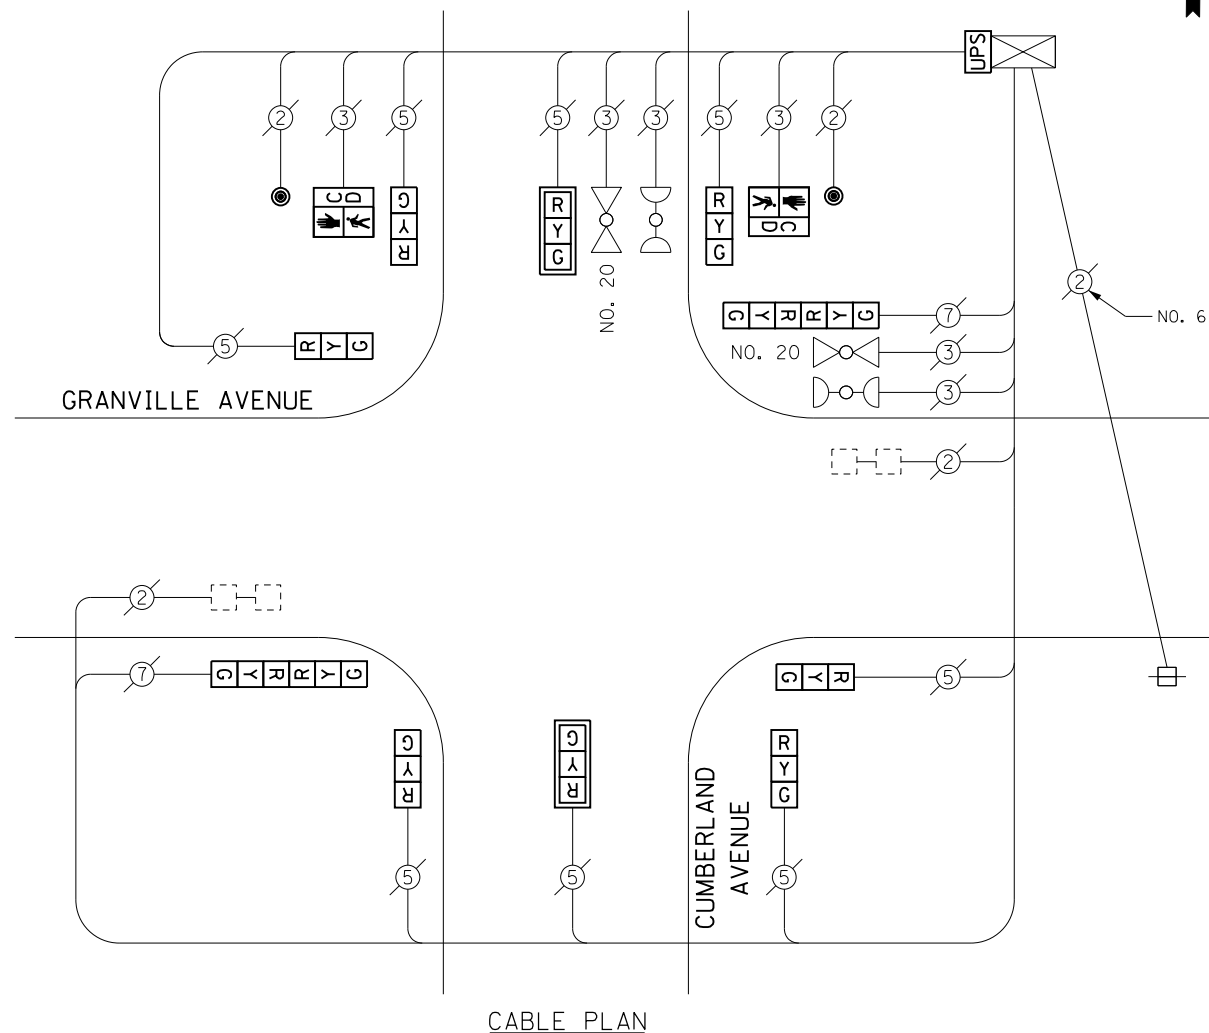 UPS
2 3 5 5 3 3 5 3 2
C D
G Y R
R Y G
R Y G
C D
NO. 20
2
NO. 6
G Y R R Y G 7
5 R Y G
NO. 20 3
3
GRANVILLE AVENUE
2
2
7 G Y R R Y G
G Y R 5
G Y R
G Y R
R Y G
CUMBERLAND
AVENUE
5 5 5
CABLE PLAN